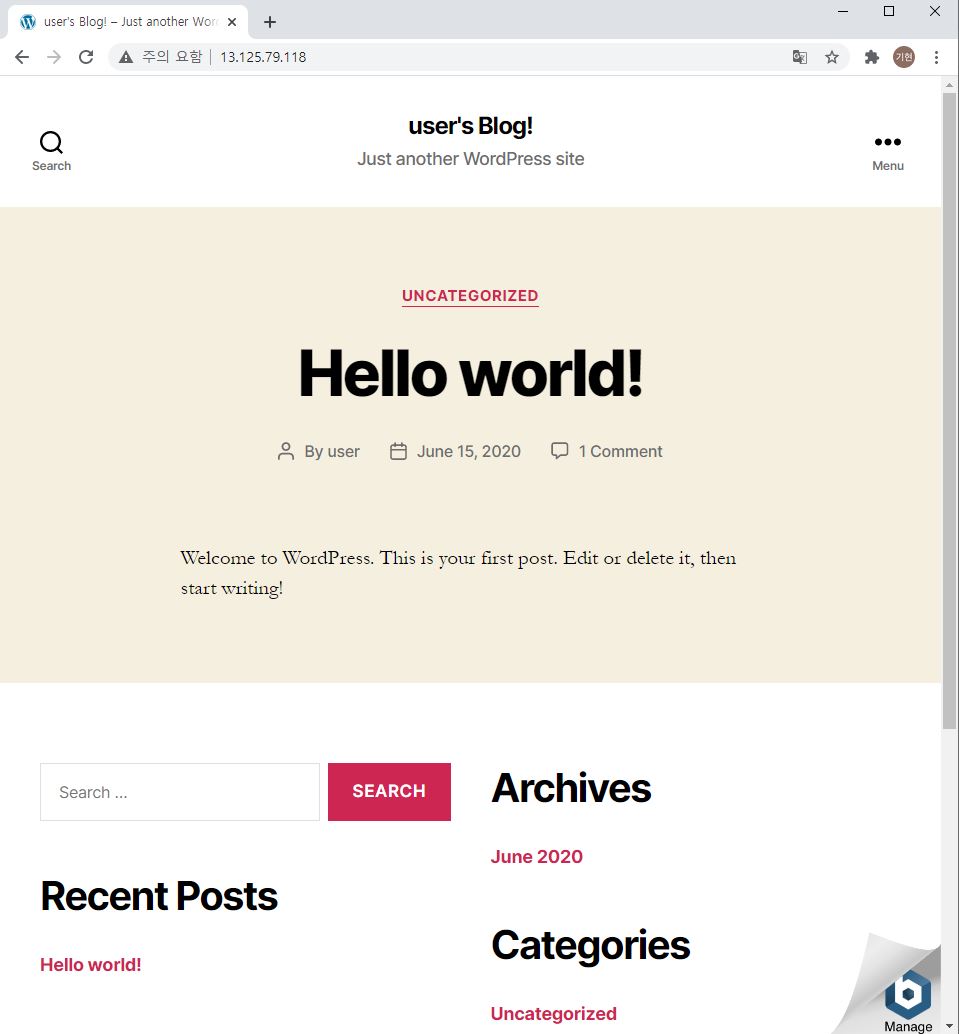 user's Blog! – Just another Wor
주의 요함 | 13.125.79.118
기현
user's Blog!
Just another WordPress site
Search
Menu
UNCATEGORIZED
Hello world!
By user June 15, 2020 1 Comment
Welcome to WordPress. This is your first post. Edit or delete it, then
start writing!
Search …
SEARCH
Archives
June 2020
Recent Posts
Hello world!
Categories
Uncategorized
Manage